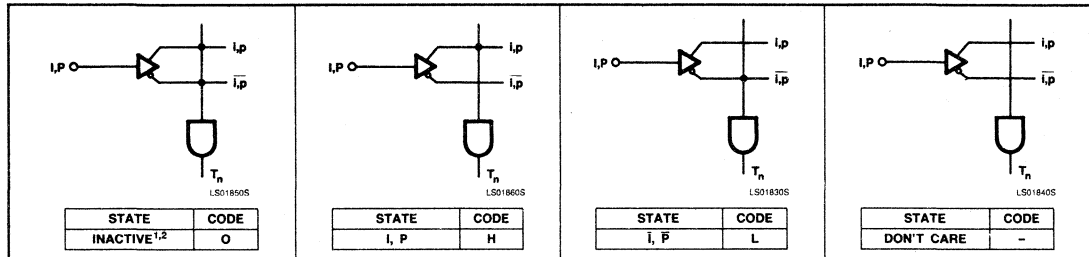 i,p
I,P
i,p
Tn
LS01850S
STATE CODE
INACTIVE1,2 O
i,p
I,P
i,p
Tn
LS01860S
STATE CODE
I, P H
i,p
I,P
i,p
Tn
LS01830S
STATE CODE
I, P L
i,p
I,P
i,p
Tn
LS01840S
STATE CODE
DON'T CARE –